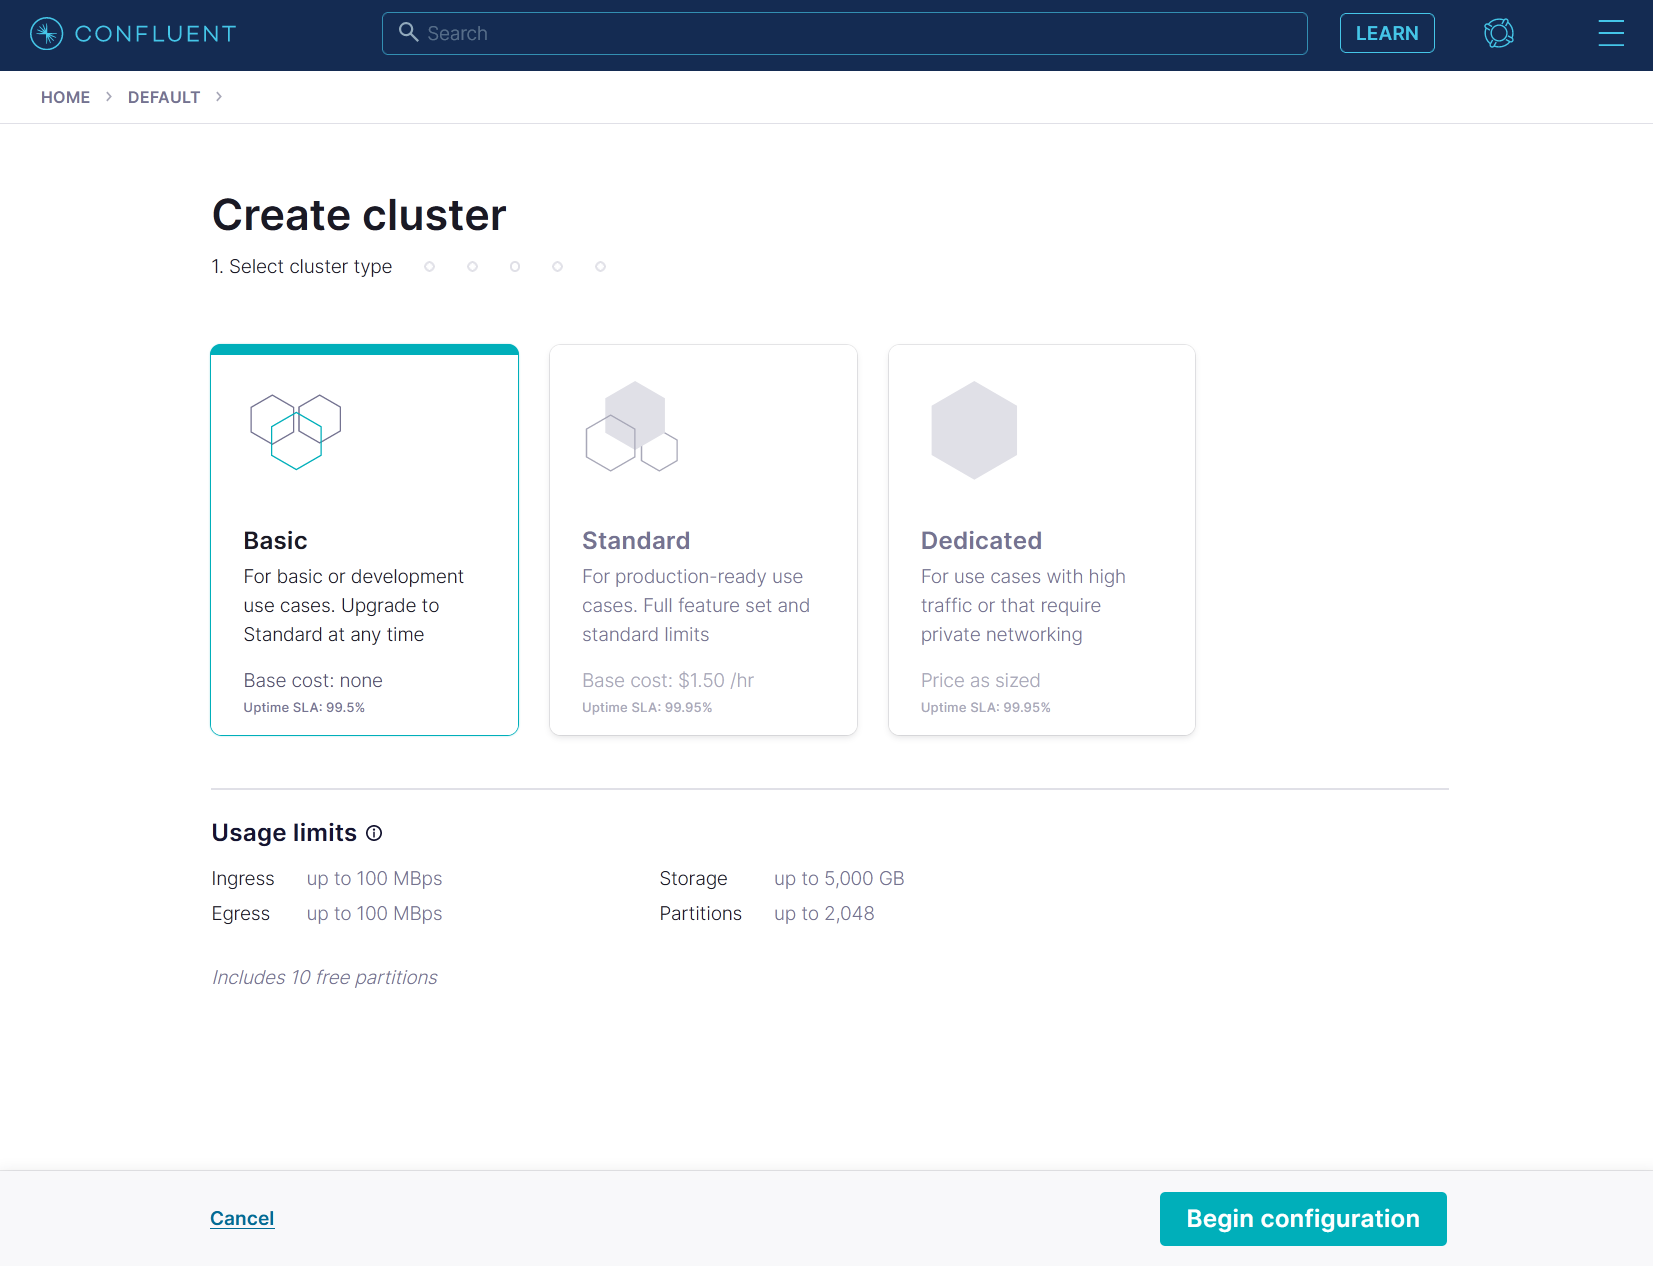 CONFLUENT
Search
LEARN
HOME
DEFAULT
Create cluster
1. Select cluster type
Basic
For basic or development
use cases. Upgrade to
Standard at any time
Base cost: none
Uptime SLA: 99.5%
Standard
For production-ready use
cases. Full feature set and
standard limits
Base cost: $1.50 /hr
Uptime SLA: 99.95%
Dedicated
For use cases with high
traffic or that require
private networking
Price as sized
Uptime SLA: 99.95%
Usage limits
Ingress up to 100 MBps
Egress up to 100 MBps
Storage up to 5,000 GB
Partitions up to 2,048
Includes 10 free partitions
Cancel
Begin configuration